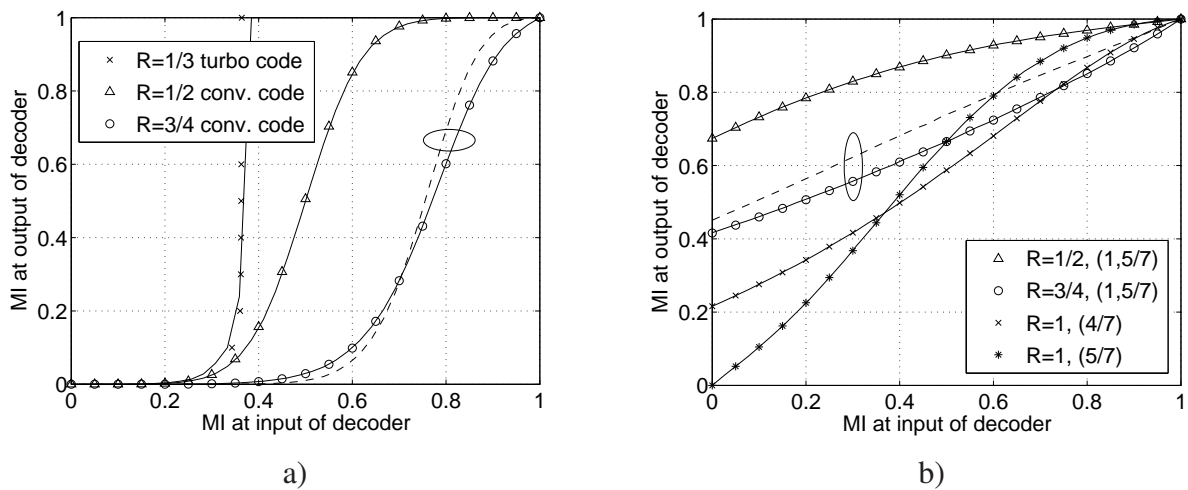 1
0.8
0.6
0.4
0.2
0
MI at output of decoder
R=1/3 turbo code
R=1/2 conv. code
R=3/4 conv. code
0 0.2 0.4 0.6 0.8 1
MI at input of decoder
a)
1
0.8
0.6
0.4
0.2
0
MI at output of decoder
R=1/2, (1,5/7)
R=3/4, (1,5/7)
R=1, (4/7)
R=1, (5/7)
0 0.2 0.4 0.6 0.8 1
MI at input of decoder
b)